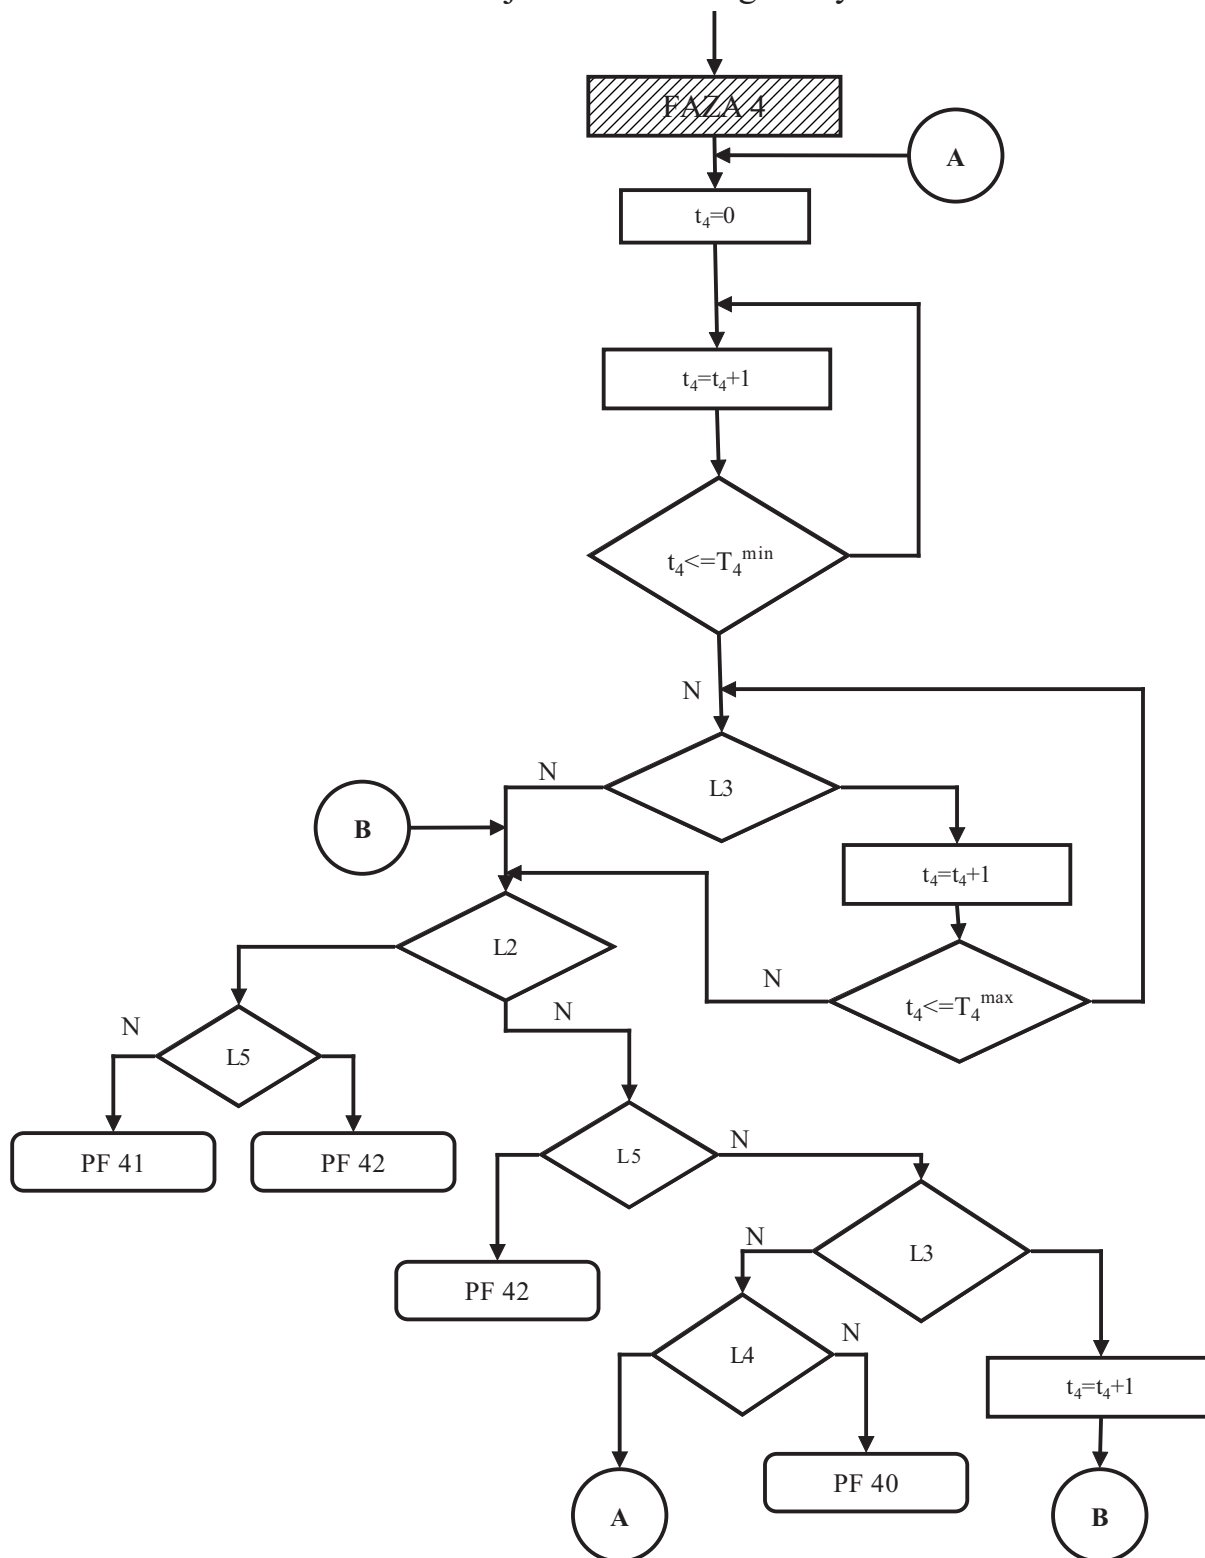 FAZA 4
A
t₄=0
t₄=t₄+1
t₄<=T₄ᵐⁱⁿ
N
L3
N
B
t₄=t₄+1
L2
t₄<=T₄ᵐᵃˣ
N
N
N
L5
PF 41
PF 42
L5
N
PF 42
L3
N
L4
N
t₄=t₄+1
PF 40
A
B